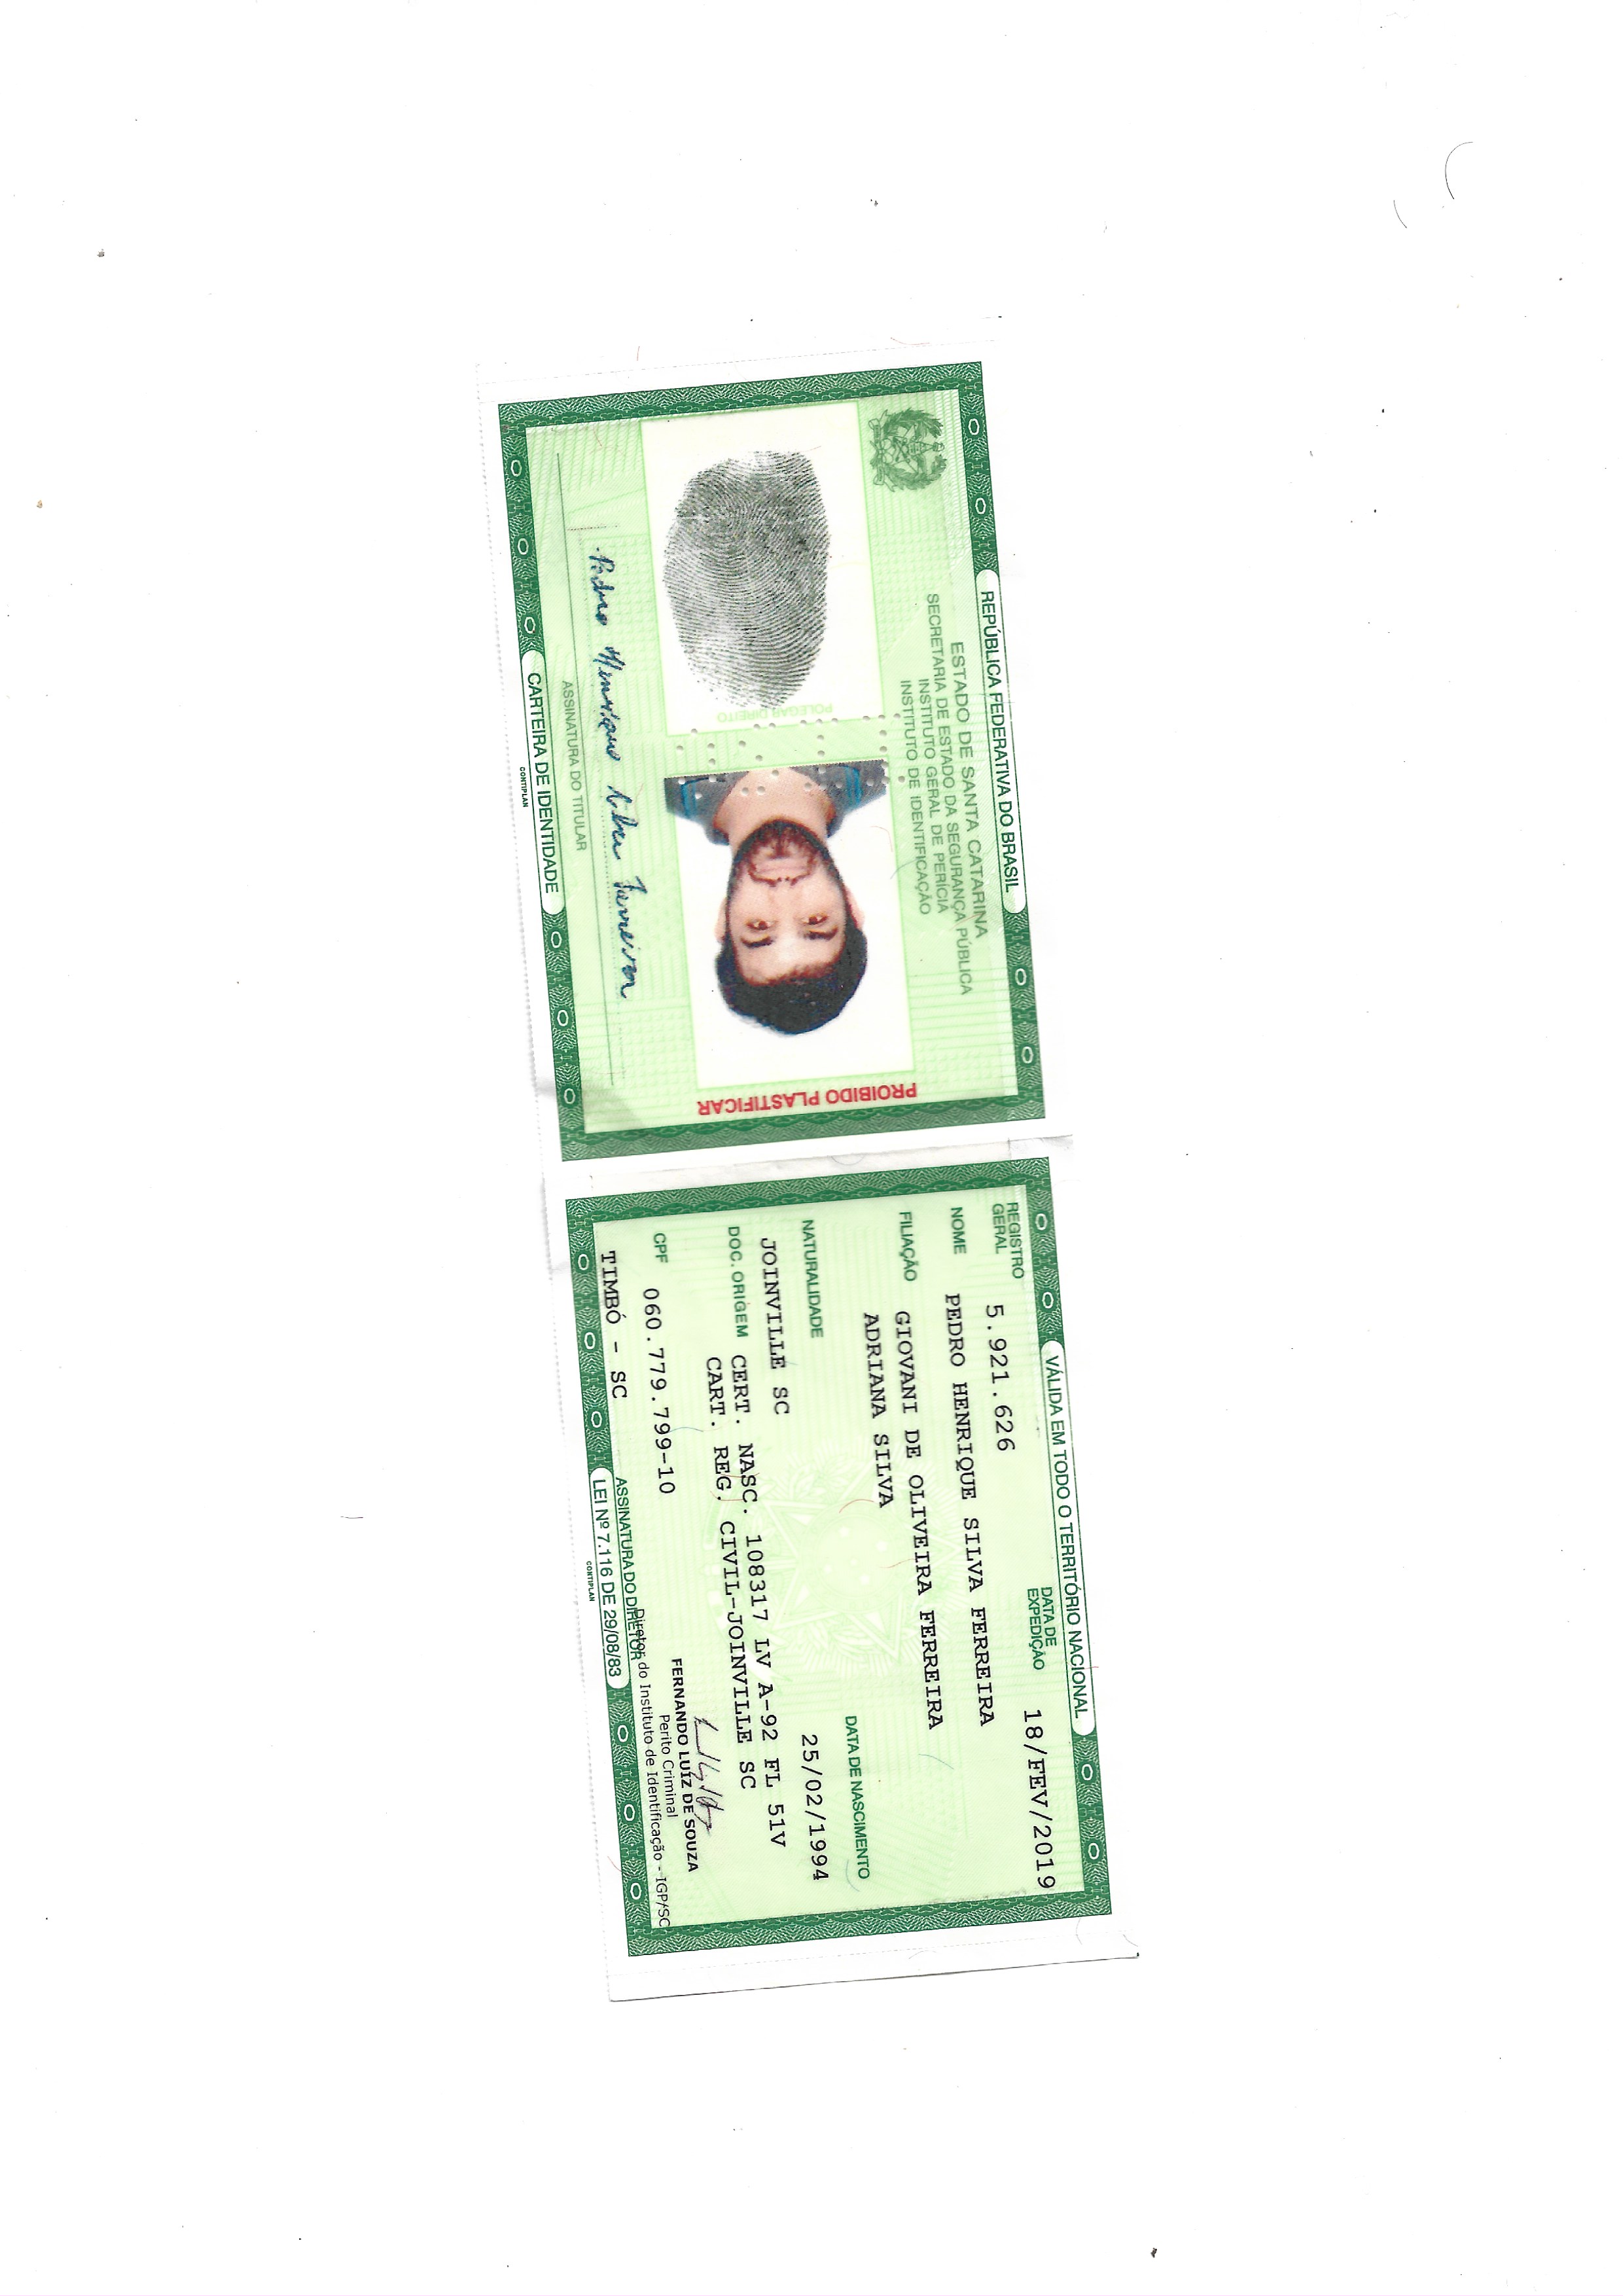 VÁLIDA EM TODO O TERRITÓRIO NACIONAL
REGISTRO GERAL 5.921.626 DATA DE EXPEDIÇÃO 18/FEV/2019
NOME PEDRO HENRIQUE SILVA FERREIRA
FILIAÇÃO GIOVANI DE OLIVEIRA FERREIRA
ADRIANA SILVA
NATURALIDADE DATA DE NASCIMENTO
JOINVILLE SC 25/02/1994
DOC. ORIGEM CERT. NASC. 108317 LV A-92 FL 51V
CART. REG. CIVIL-JOINVILLE SC
CPF 060.779.799-10
FERNANDO LUIZ DE SOUZA
Perito Criminal
Diretor do Instituto de Identificação - IGP/SC
TIMBÓ - SC
ASSINATURA DO DIRETOR
LEI Nº 7.116 DE 29/08/83
CONTIPLAN
REPÚBLICA FEDERATIVA DO BRASIL
ESTADO DE SANTA CATARINA
SECRETARIA DE ESTADO DA SEGURANÇA PÚBLICA
INSTITUTO GERAL DE PERÍCIA
INSTITUTO DE IDENTIFICAÇÃO
PROIBIDO PLASTIFICAR
POLEGAR DIREITO
Pedro Henrique Silva Ferreira
ASSINATURA DO TITULAR
CARTEIRA DE IDENTIDADE
CONTIPLAN